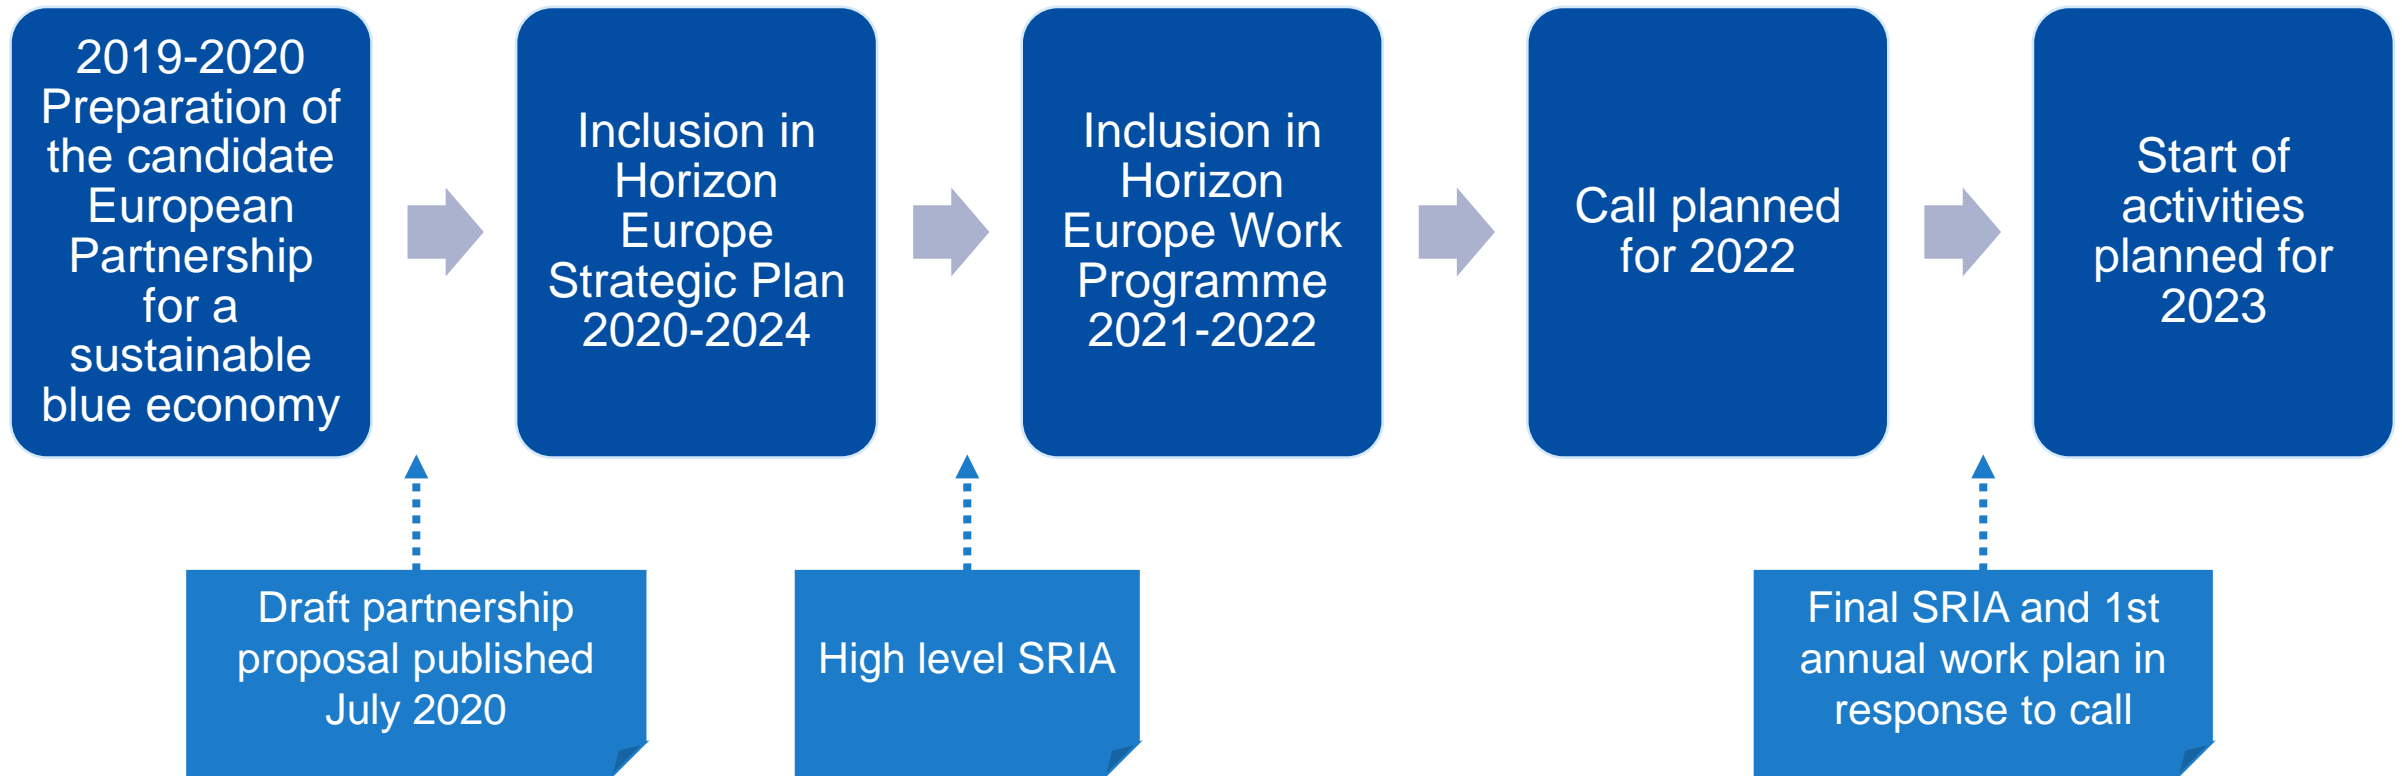 2019-2020
Preparation of
the candidate
European
Partnership
for a
sustainable
blue economy
Inclusion in
Horizon
Europe
Strategic Plan
2020-2024
Inclusion in
Horizon
Europe Work
Programme
2021-2022
Call planned
for 2022
Start of
activities
planned for
2023
Draft partnership
proposal published
July 2020
High level SRIA
Final SRIA and 1st
annual work plan in
response to call